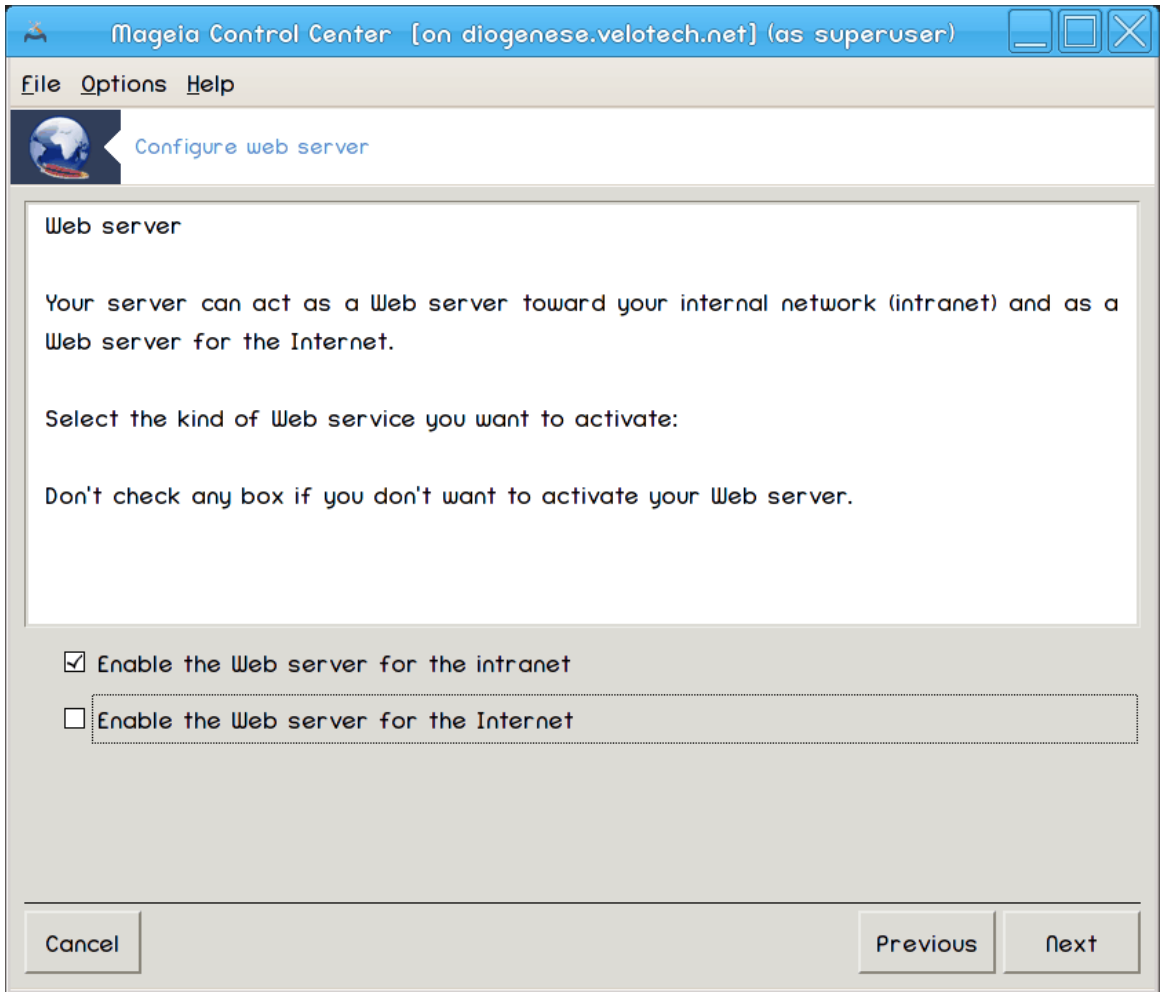 Mageia Control Center [on diogenese.velotech.net] (as superuser)
File Options Help
Configure web server
Web server
Your server can act as a Web server toward your internal network (intranet) and as a
Web server for the Internet.
Select the kind of Web service you want to activate:
Don't check any box if you don't want to activate your Web server.
Enable the Web server for the intranet
Enable the Web server for the Internet
Cancel Previous Next